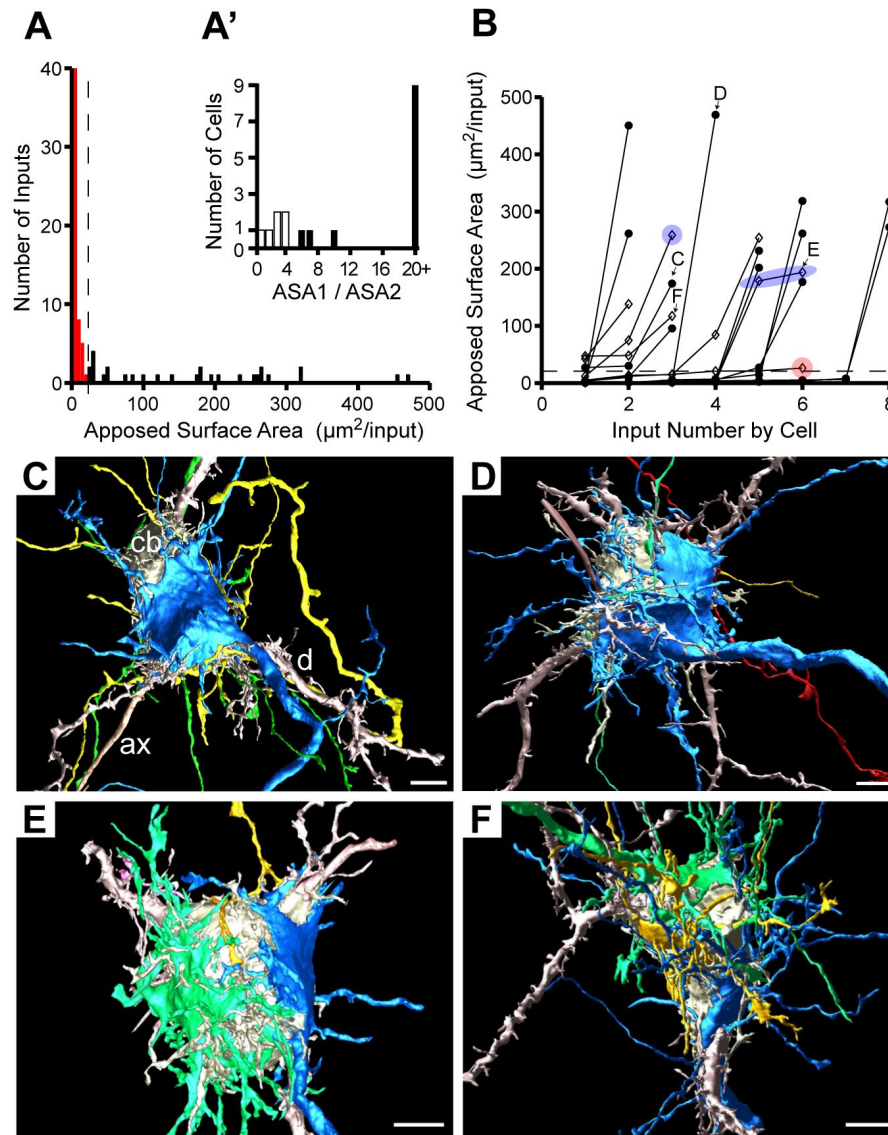 A
A'
B
40
30
20
10
0
Number of Inputs
0
100
200
300
400
500
Apposed Surface Area (µm²/input)
9
7
5
3
1
0
Number of Cells
0
4
8
12
16
20+
ASA1 / ASA2
500
400
300
200
100
0
Apposed Surface Area (µm²/input)
D
C
F
E
0
2
4
6
8
Input Number by Cell
C
cb
d
ax
D
E
F